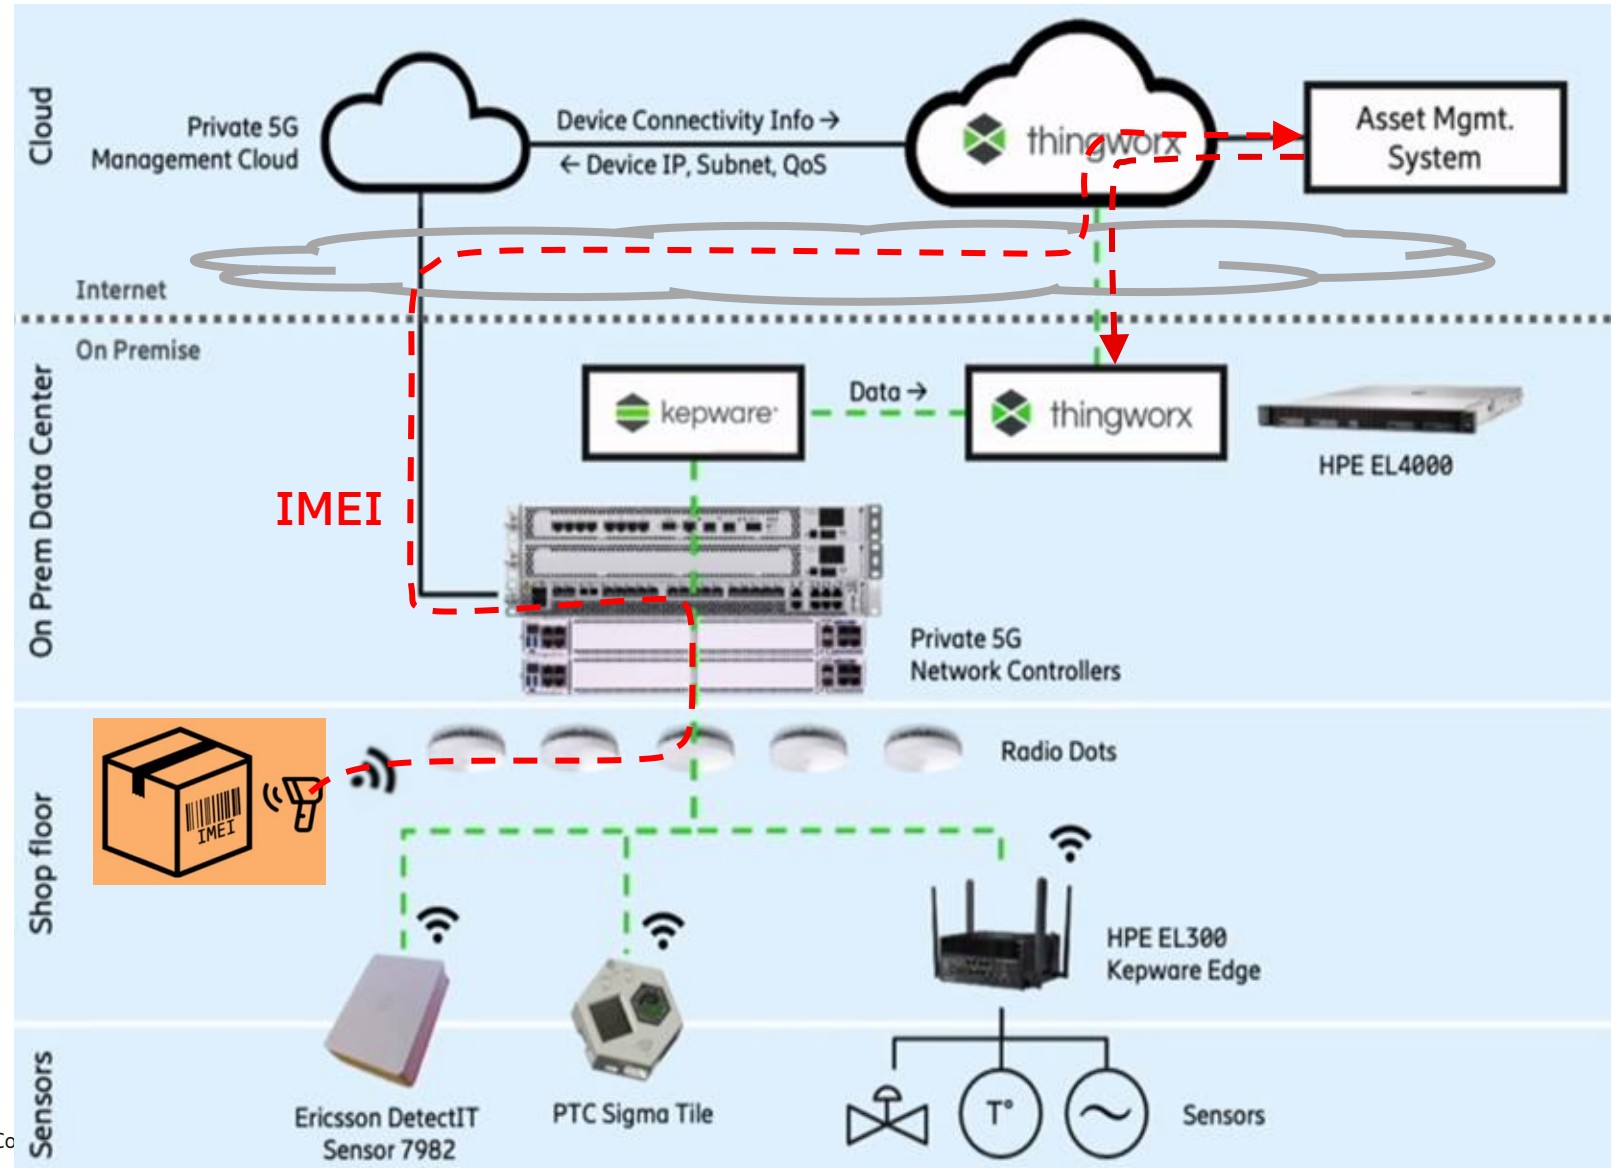 Cloud
Private 5G
Management Cloud
Device Connectivity Info →
← Device IP, Subnet, QoS
thingworx
Asset Mgmt.
System
Internet
On Premise
On Prem Data Center
kepware
Data →
thingworx
HPE EL4000
IMEI
Private 5G
Network Controllers
Shop floor
IMEI
Radio Dots
HPE EL300
Kepware Edge
Sensors
Ericsson DetectIT
Sensor 7982
PTC Sigma Tile
T°
Sensors